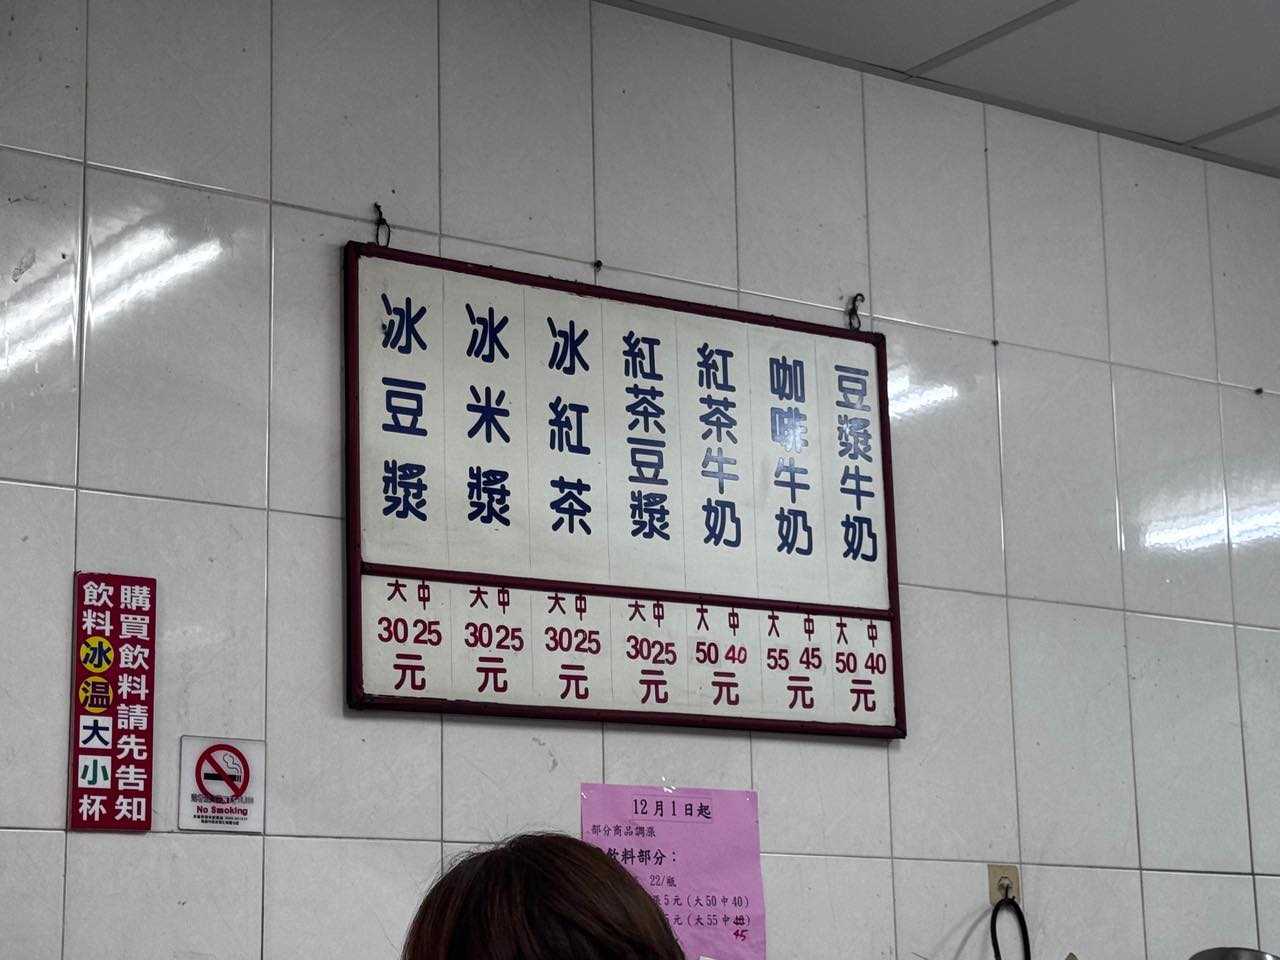 冰豆漿
冰米漿
冰紅茶
紅茶豆漿
紅茶牛奶
咖啡牛奶
豆漿牛奶
大 中
30 25
元
大 中
30 25
元
大 中
30 25
元
大 中
30 25
元
大 中
50 40
元
大 中
55 45
元
大 中
50 40
元
購買飲料請先告知
飲料冰溫大小杯
No Smoking
12月1日起
部分商品調漲
飲料部分：
22/瓶
漲5元(大50中40)
5元(大55中
45